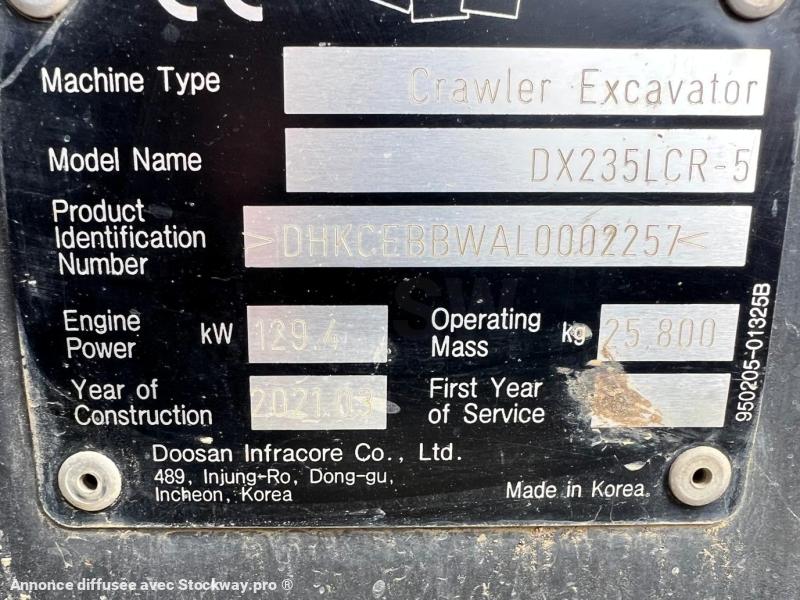 CE
Machine Type Crawler Excavator
Model Name DX235LCR-5
Product
Identification
Number >DHKCEBBWAL0002257<
Engine
Power kW 129.4
Operating
Mass kg 25,800
Year of
Construction 2021.03
First Year
of Service
950205-01325B
Doosan Infracore Co., Ltd.
489, Injung-Ro, Dong-gu,
Incheon, Korea
Made in Korea
Annonce diffusée avec Stockway.pro ®